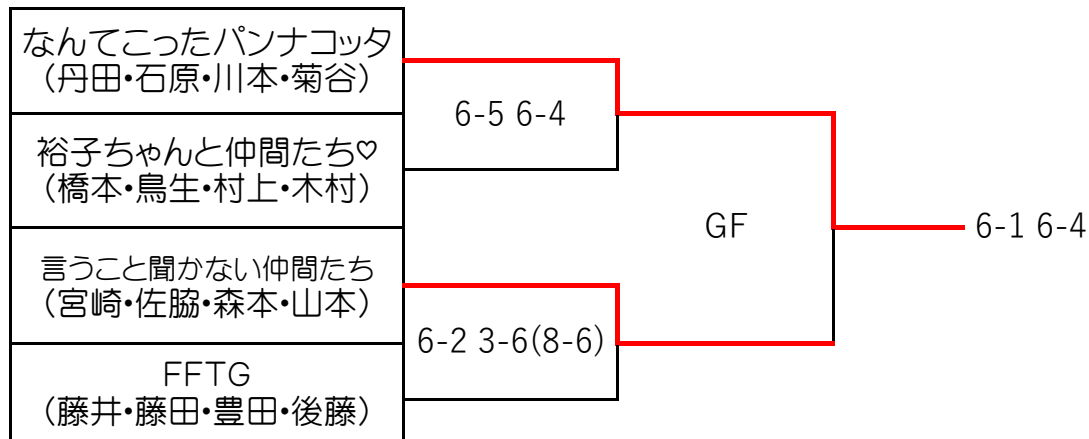 なんてこったパンナコッタ
（丹田・石原・川本・菊谷）
6-5 6-4
裕子ちゃんと仲間たち♡
（橋本・鳥生・村上・木村）
GF
6-1 6-4
言うこと聞かない仲間たち
（宮崎・佐脇・森本・山本）
6-2 3-6(8-6)
FFTG
（藤井・藤田・豊田・後藤）